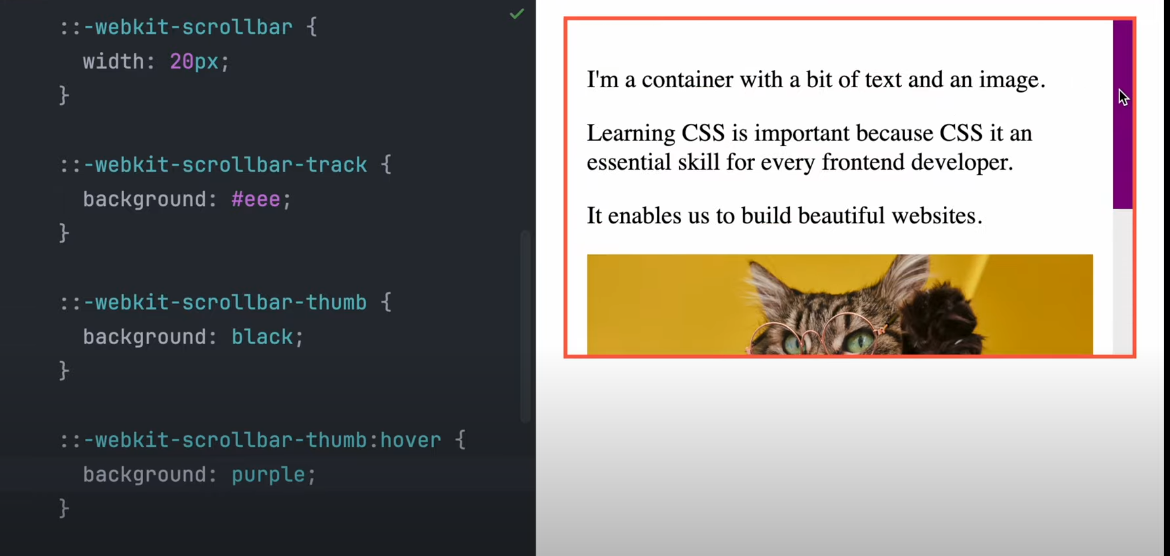 ::-webkit-scrollbar {
width: 20px;
}
::-webkit-scrollbar-track {
background: #eee;
}
::-webkit-scrollbar-thumb {
background: black;
}
::-webkit-scrollbar-thumb:hover {
background: purple;
}
I'm a container with a bit of text and an image.
Learning CSS is important because CSS it an
essential skill for every frontend developer.
It enables us to build beautiful websites.